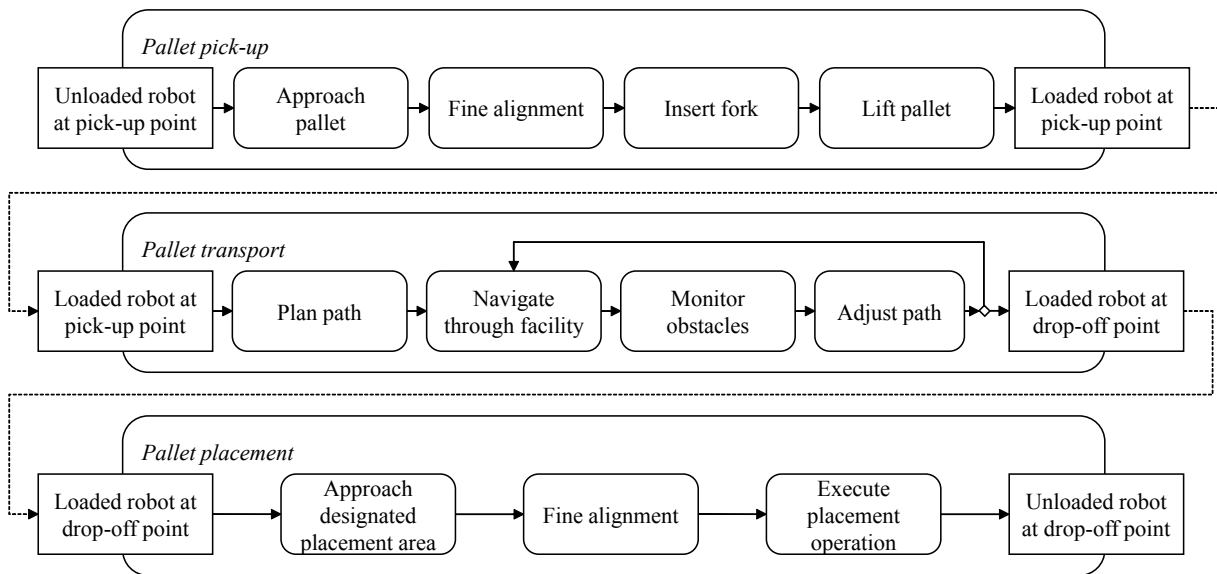 Pallet pick-up
Unloaded robot
at pick-up point
Approach
pallet
Fine alignment
Insert fork
Lift pallet
Loaded robot at
pick-up point
Pallet transport
Loaded robot at
pick-up point
Plan path
Navigate
through facility
Monitor
obstacles
Adjust path
Loaded robot at
drop-off point
Pallet placement
Loaded robot at
drop-off point
Approach
designated
placement area
Fine alignment
Execute
placement
operation
Unloaded robot
at drop-off point